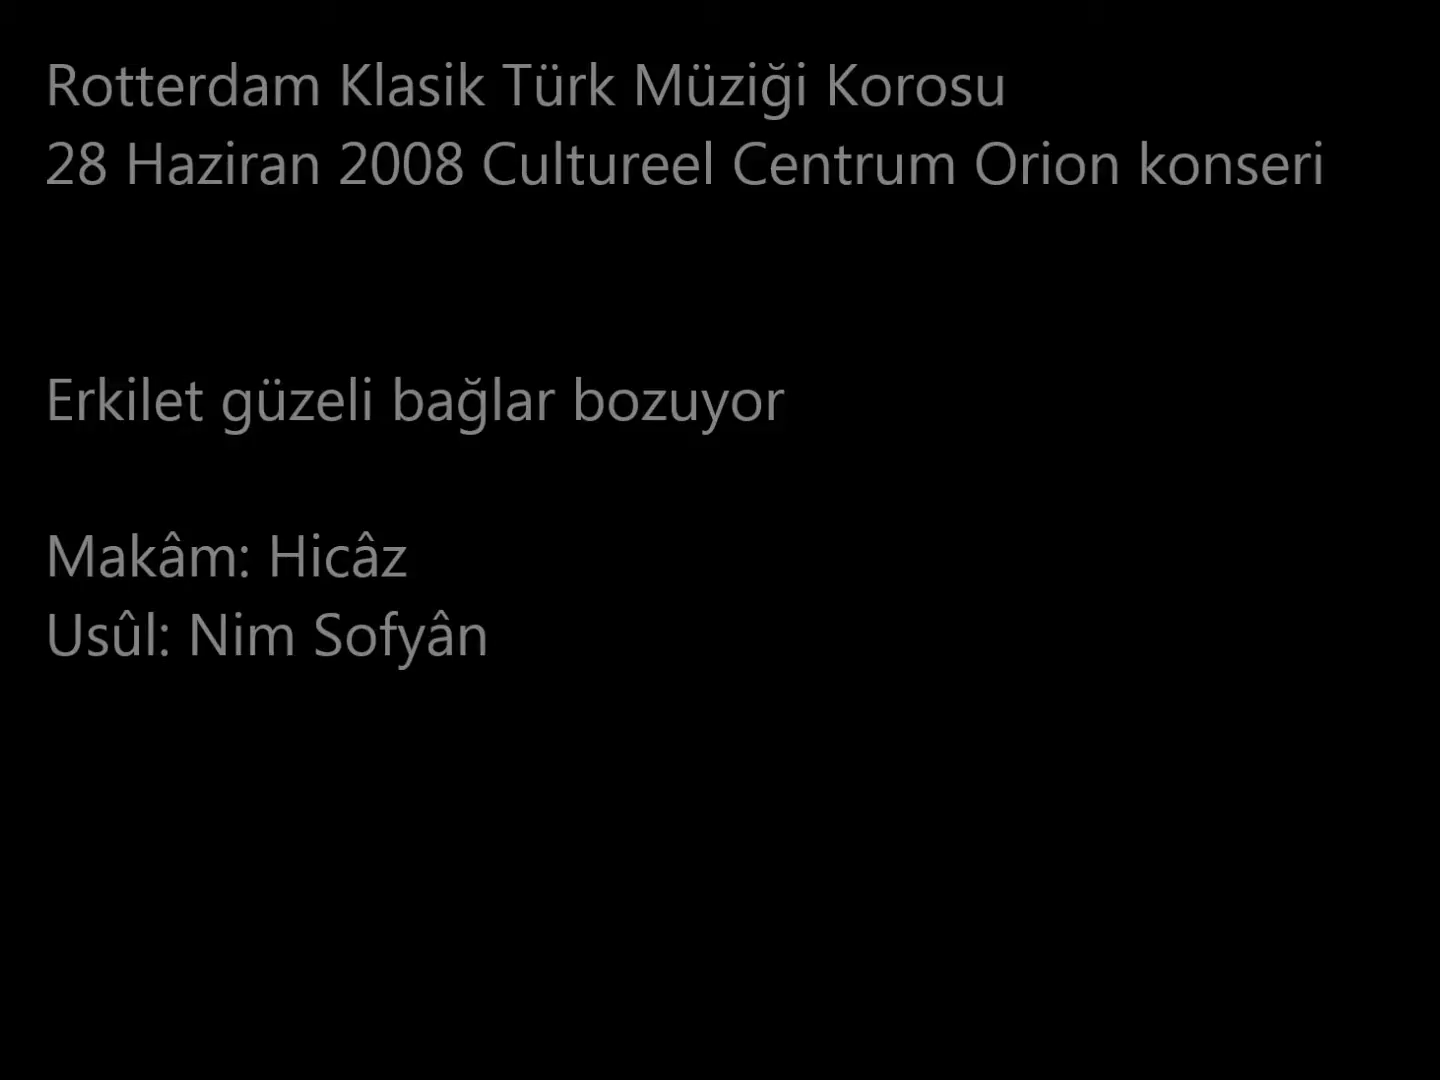 Rotterdam Klasik Türk Müziği Korosu
28 Haziran 2008 Cultureel Centrum Orion konseri
Erkilet güzeli bağlar bozuyor
Makâm: Hicâz
Usûl: Nim Sofyân